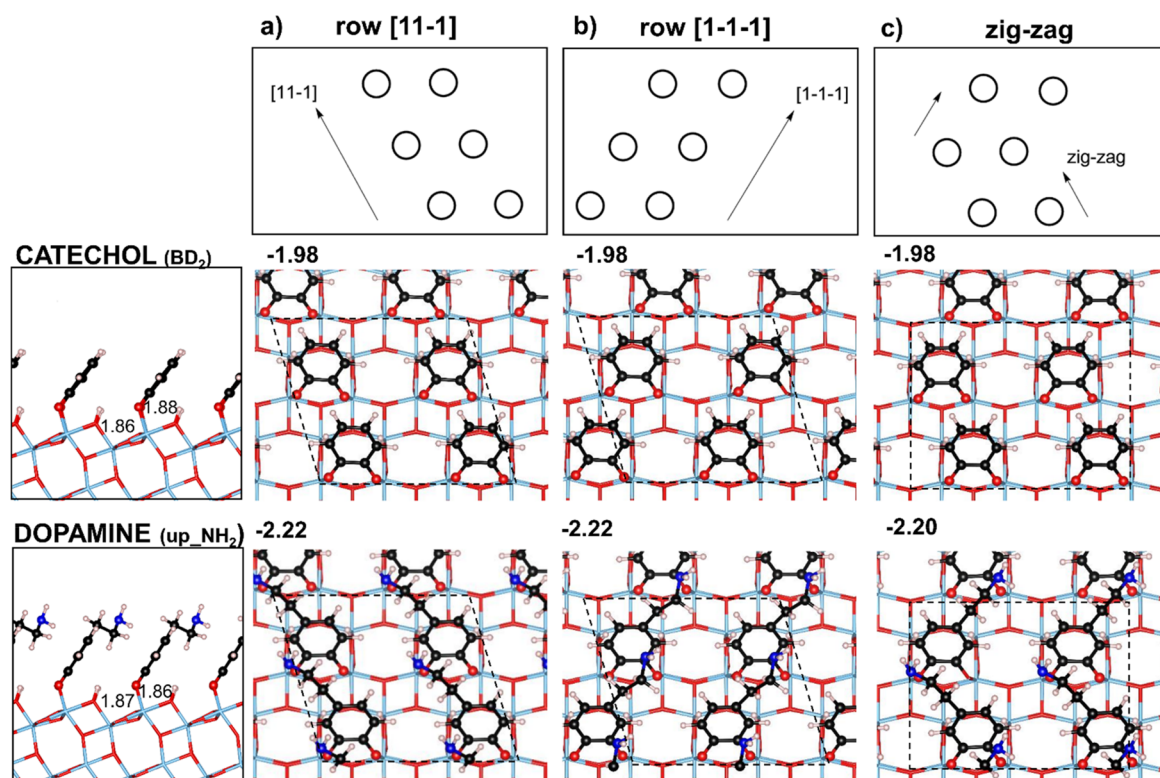 a) row [11-1]
b) row [1-1-1]
c) zig-zag
[11-1]
[1-1-1]
zig-zag
CATECHOL (BD₂)
-1.98
-1.98
-1.98
1.88
1.86
DOPAMINE (up_NH₂)
-2.22
-2.22
-2.20
1.86
1.87